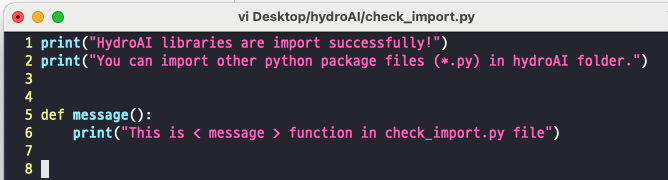 vi Desktop/hydroAI/check_import.py
1 print("HydroAI libraries are import successfully!")
2 print("You can import other python package files (*.py) in hydroAI folder.")
3
4
5 def message():
6     print("This is < message > function in check_import.py file")
7
8